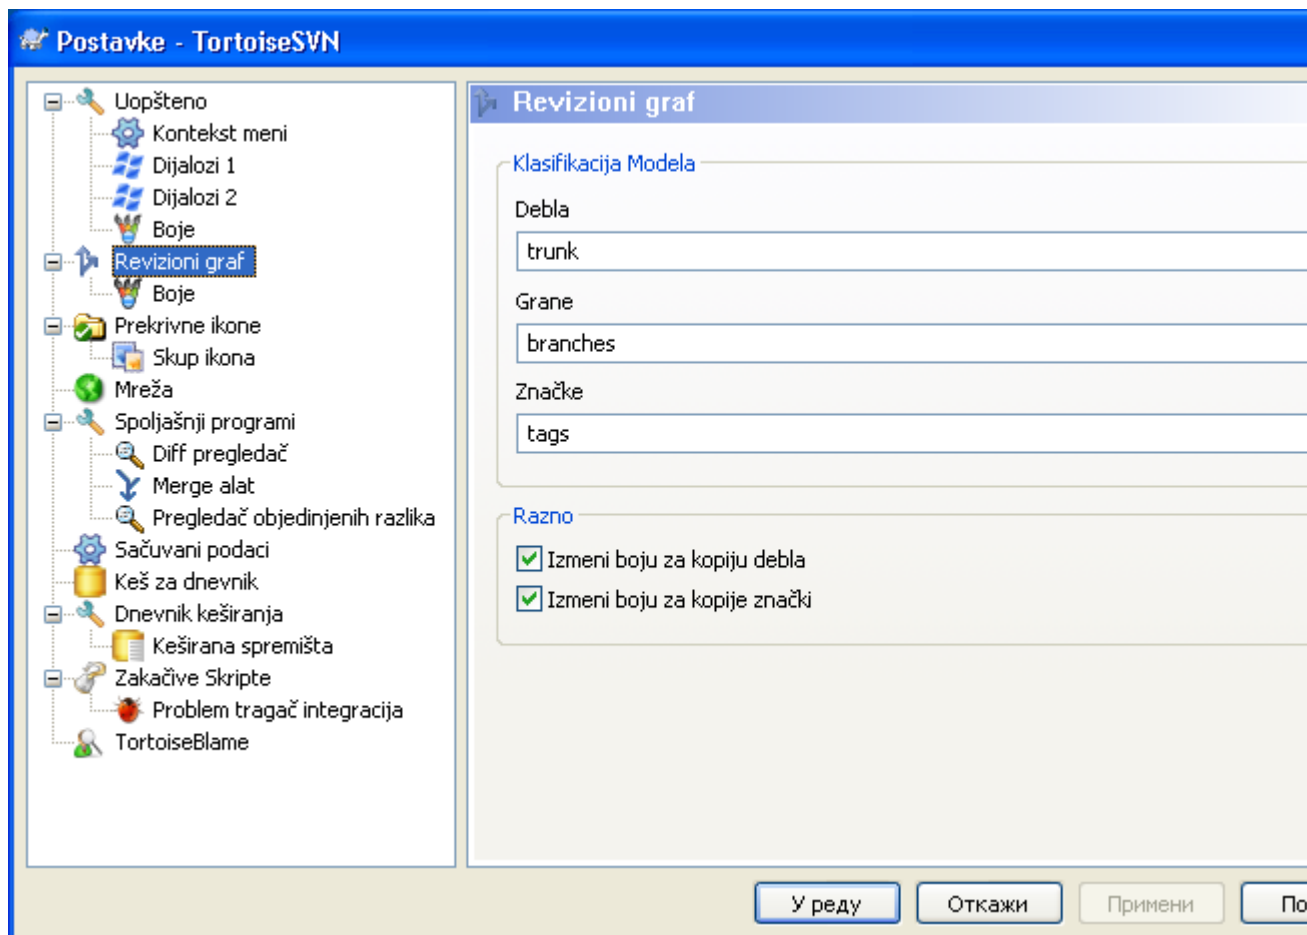 Postavke - TortoiseSVN
Uopšteno
Kontekst meni
Dijalozi 1
Dijalozi 2
Boje
Revizioni graf
Boje
Prekrivne ikone
Skup ikona
Mreža
Spoljašnji programi
Diff pregledač
Merge alat
Pregledač objedinjenih razlika
Sačuvani podaci
Keš za dnevnik
Dnevnik keširanja
Keširana spremišta
Zakačive Skripte
Problem tragač integracija
TortoiseBlame
Revizioni graf
Klasifikacija Modela
Debla
trunk
Grane
branches
Značke
tags
Razno
Izmeni boju za kopiju debla
Izmeni boju za kopije znački
У реду
Откажи
Примени